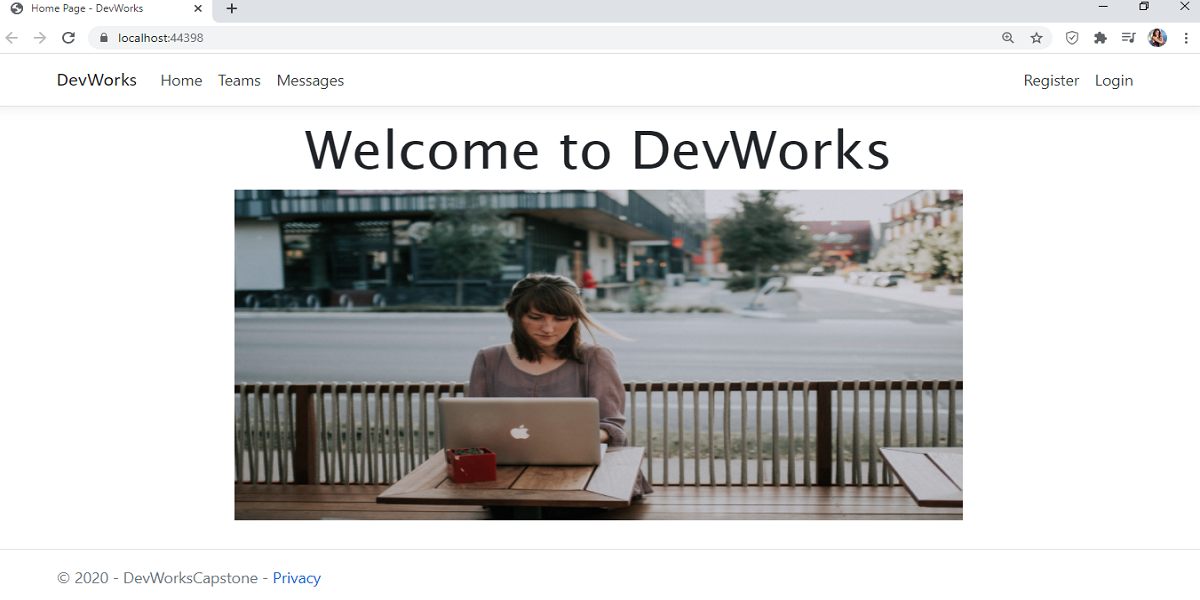 Home Page - DevWorks
localhost:44398
DevWorks Home Teams Messages Register Login
Welcome to DevWorks
© 2020 - DevWorksCapstone - Privacy